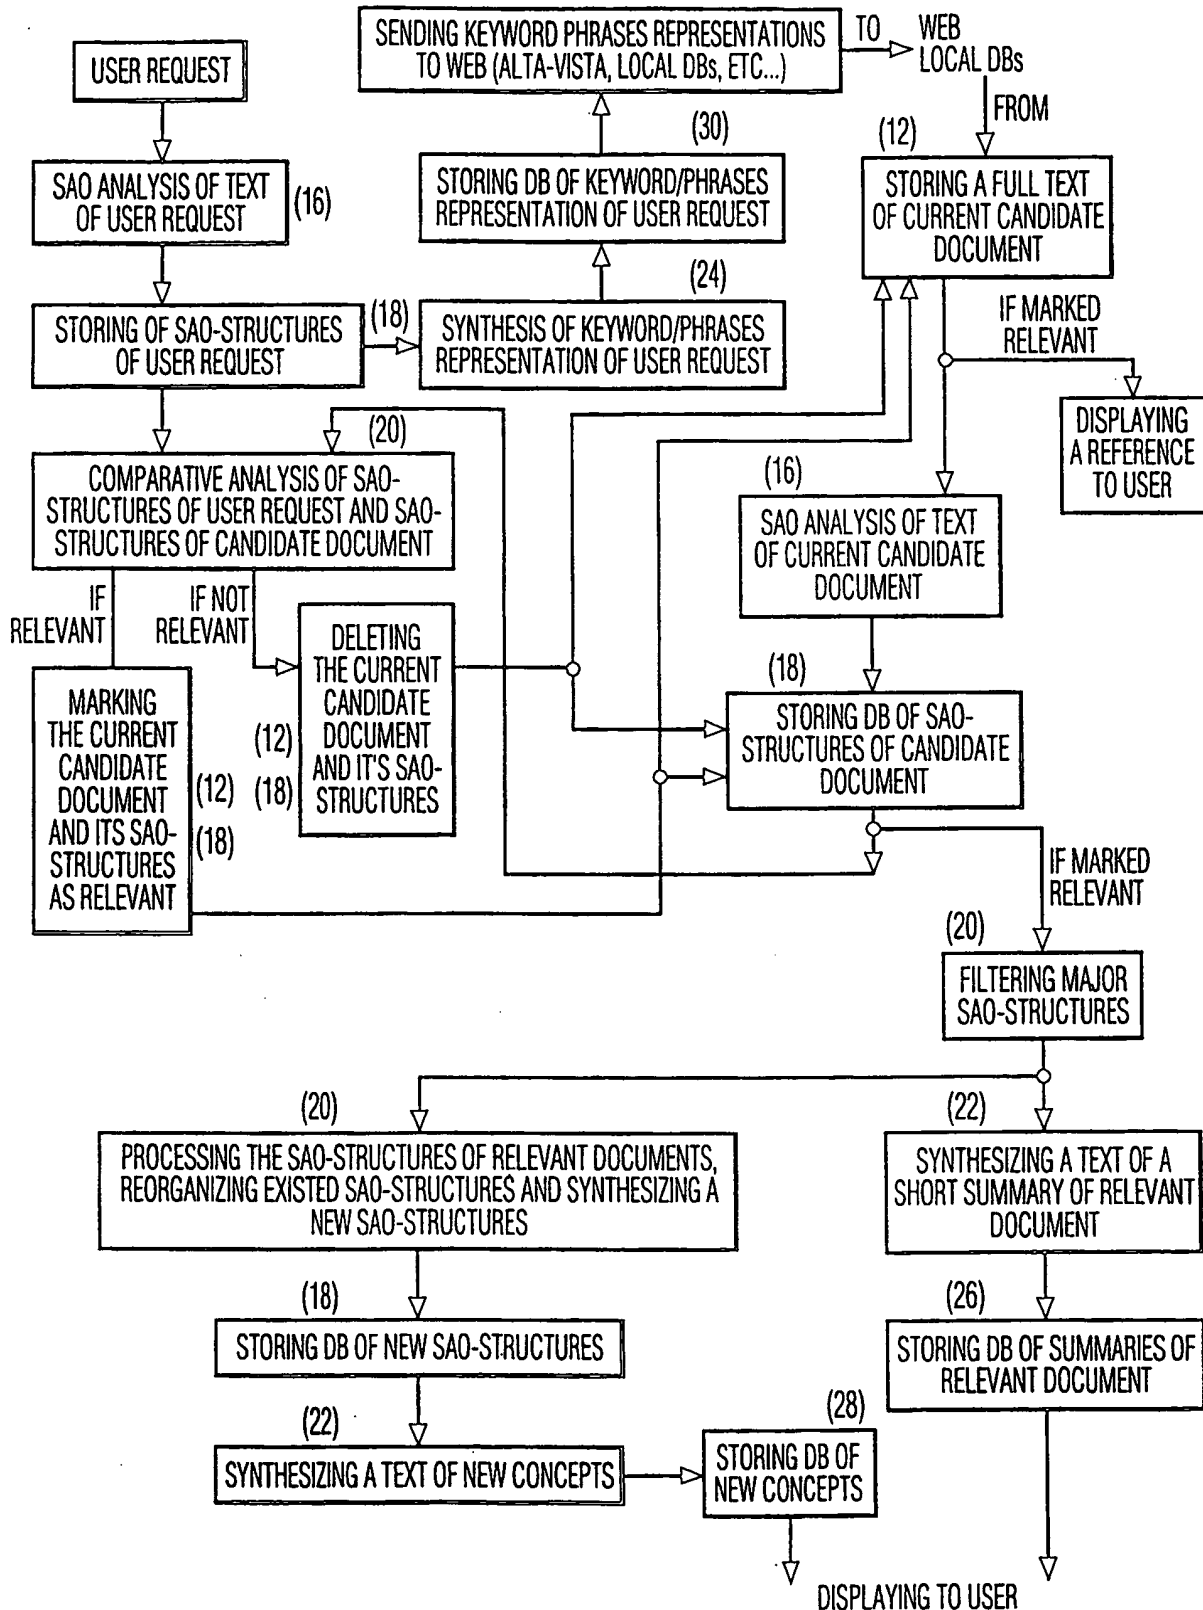 USER REQUEST
SENDING KEYWORD PHRASES REPRESENTATIONS
TO WEB (ALTA-VISTA, LOCAL DBs, ETC...)
TO
WEB
LOCAL DBs
FROM
SAO ANALYSIS OF TEXT
OF USER REQUEST
(16)
(30)
STORING DB OF KEYWORD/PHRASES
REPRESENTATION OF USER REQUEST
(12)
STORING A FULL TEXT
OF CURRENT CANDIDATE
DOCUMENT
STORING OF SAO-STRUCTURES
OF USER REQUEST
(18)
(24)
SYNTHESIS OF KEYWORD/PHRASES
REPRESENTATION OF USER REQUEST
IF MARKED
RELEVANT
DISPLAYING
A REFERENCE
TO USER
(20)
COMPARATIVE ANALYSIS OF SAO-
STRUCTURES OF USER REQUEST AND SAO-
STRUCTURES OF CANDIDATE DOCUMENT
(16)
SAO ANALYSIS OF TEXT
OF CURRENT CANDIDATE
DOCUMENT
IF
RELEVANT
IF NOT
RELEVANT
MARKING
THE CURRENT
CANDIDATE
DOCUMENT
AND ITS SAO-
STRUCTURES
AS RELEVANT
(12)
(18)
DELETING
THE CURRENT
CANDIDATE
DOCUMENT
AND IT'S SAO-
STRUCTURES
(12)
(18)
(18)
STORING DB OF SAO-
STRUCTURES OF CANDIDATE
DOCUMENT
IF MARKED
RELEVANT
(20)
FILTERING MAJOR
SAO-STRUCTURES
(20)
PROCESSING THE SAO-STRUCTURES OF RELEVANT DOCUMENTS,
REORGANIZING EXISTED SAO-STRUCTURES AND SYNTHESIZING A
NEW SAO-STRUCTURES
(22)
SYNTHESIZING A TEXT OF A
SHORT SUMMARY OF RELEVANT
DOCUMENT
(18)
STORING DB OF NEW SAO-STRUCTURES
(26)
STORING DB OF SUMMARIES OF
RELEVANT DOCUMENT
(22)
SYNTHESIZING A TEXT OF NEW CONCEPTS
(28)
STORING DB OF
NEW CONCEPTS
DISPLAYING TO USER